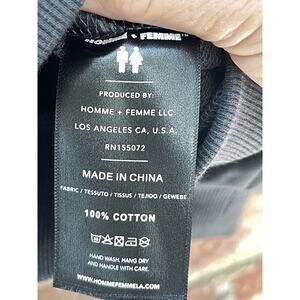 HOMME + FEMME™
PRODUCED BY:
HOMME + FEMME LLC
LOS ANGELES CA, U.S.A.
RN155072
MADE IN CHINA
FABRIC / TESSUTO / TISSUS / TEJIDO / GEWEBE
100% COTTON
HAND WASH, HANG DRY
AND HANDLE WITH CARE.
WWW.HOMMEFEMMELA.COM